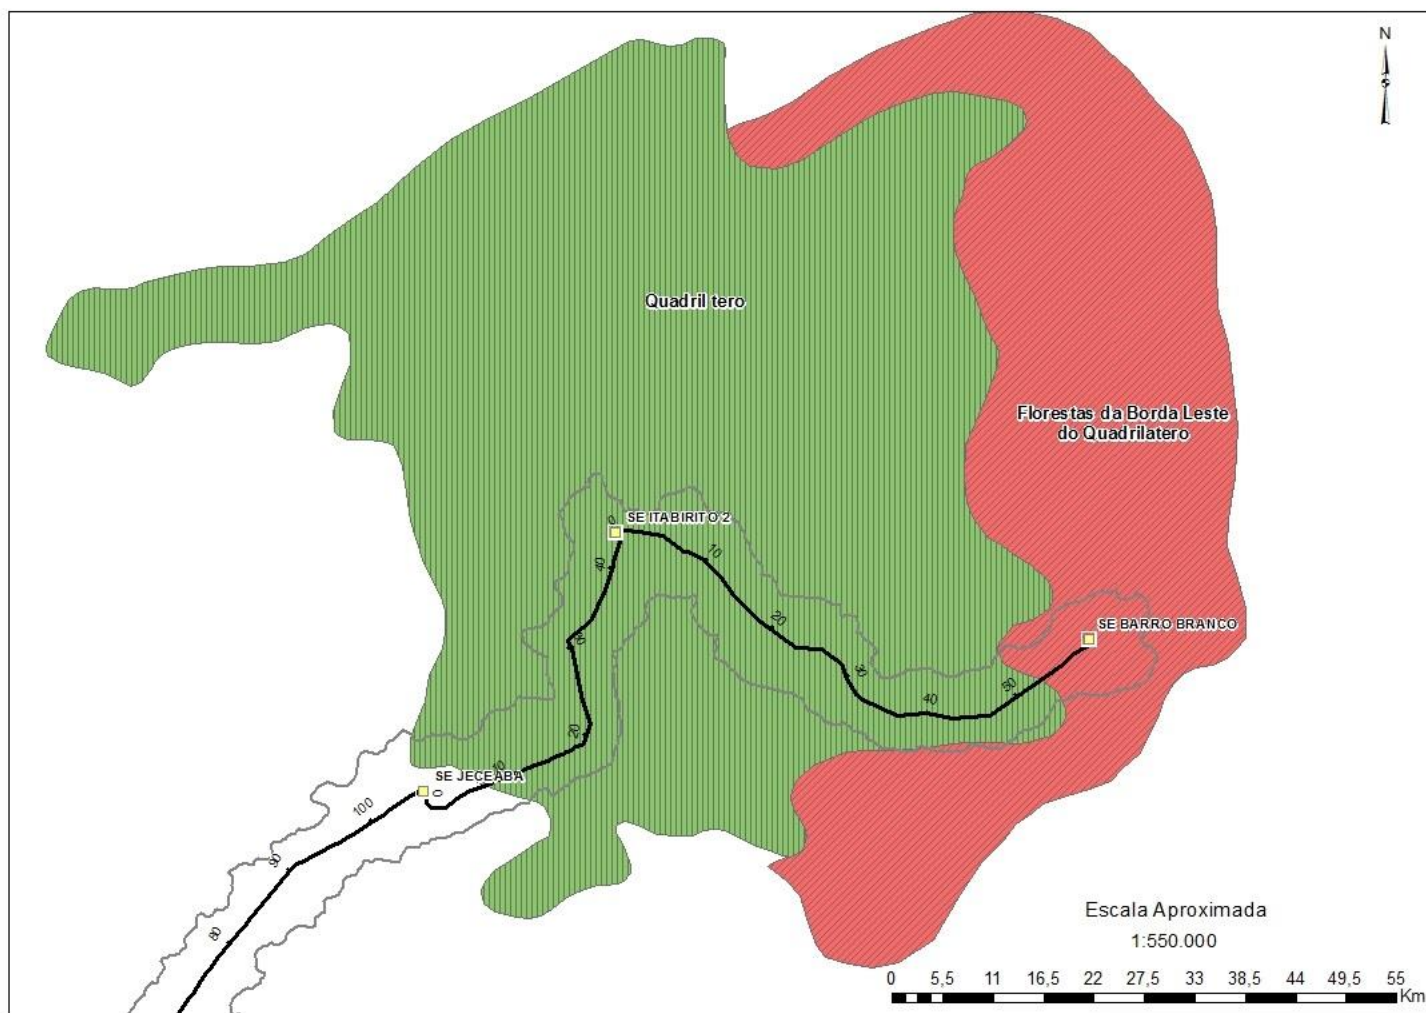 N
Quadril tero
Florestas da Borda Leste
do Quadrilatero
SE ITABIRITO 2
0
40
10
30
20
20
30
40
50
SE BARRO BRANCO
SE JECEABA
10
0
100
90
80
Escala Aproximada
1:550.000
0 5,5 11 16,5 22 27,5 33 38,5 44 49,5 55
Km